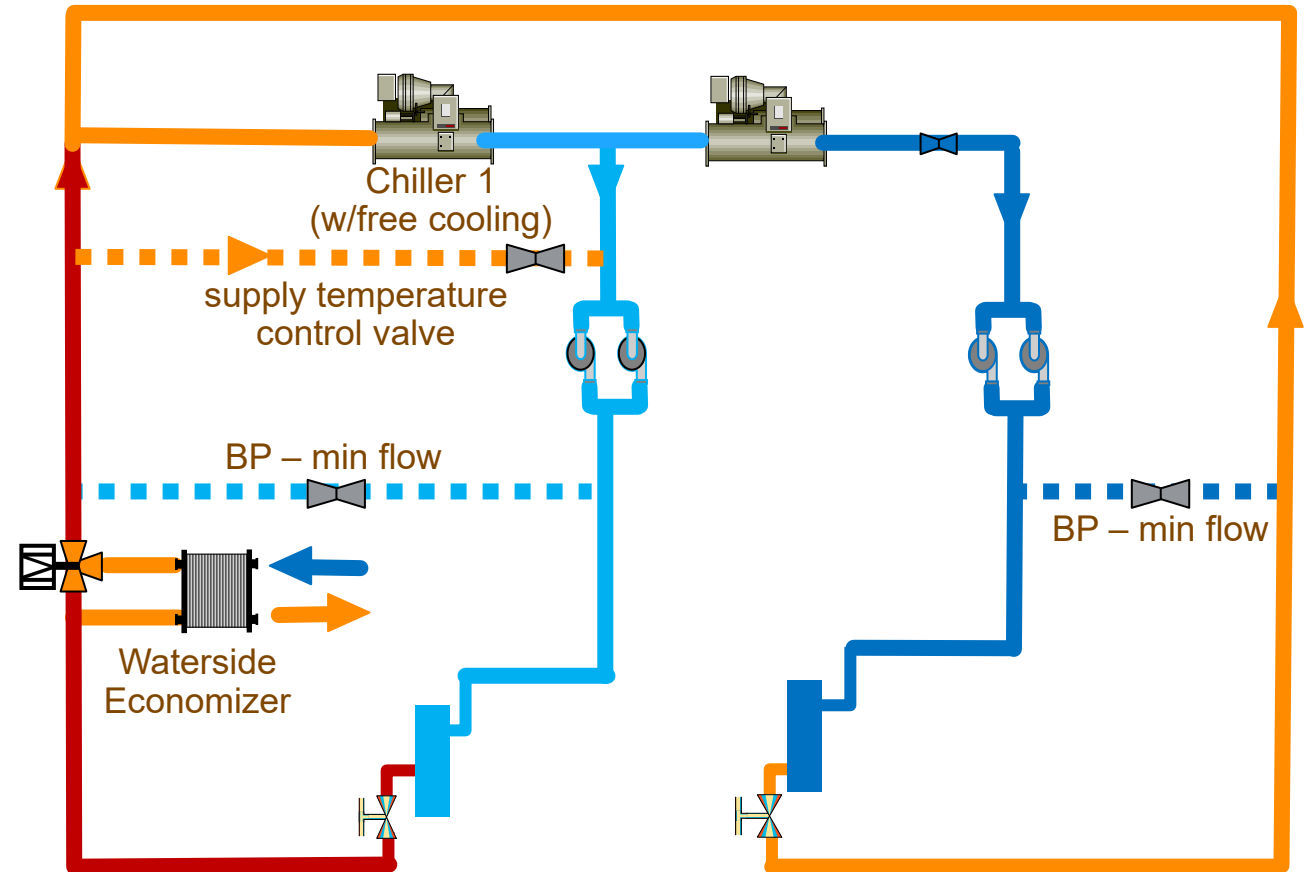 Chiller 1
(w/free cooling)
supply temperature
control valve
BP – min flow
BP – min flow
Waterside
Economizer